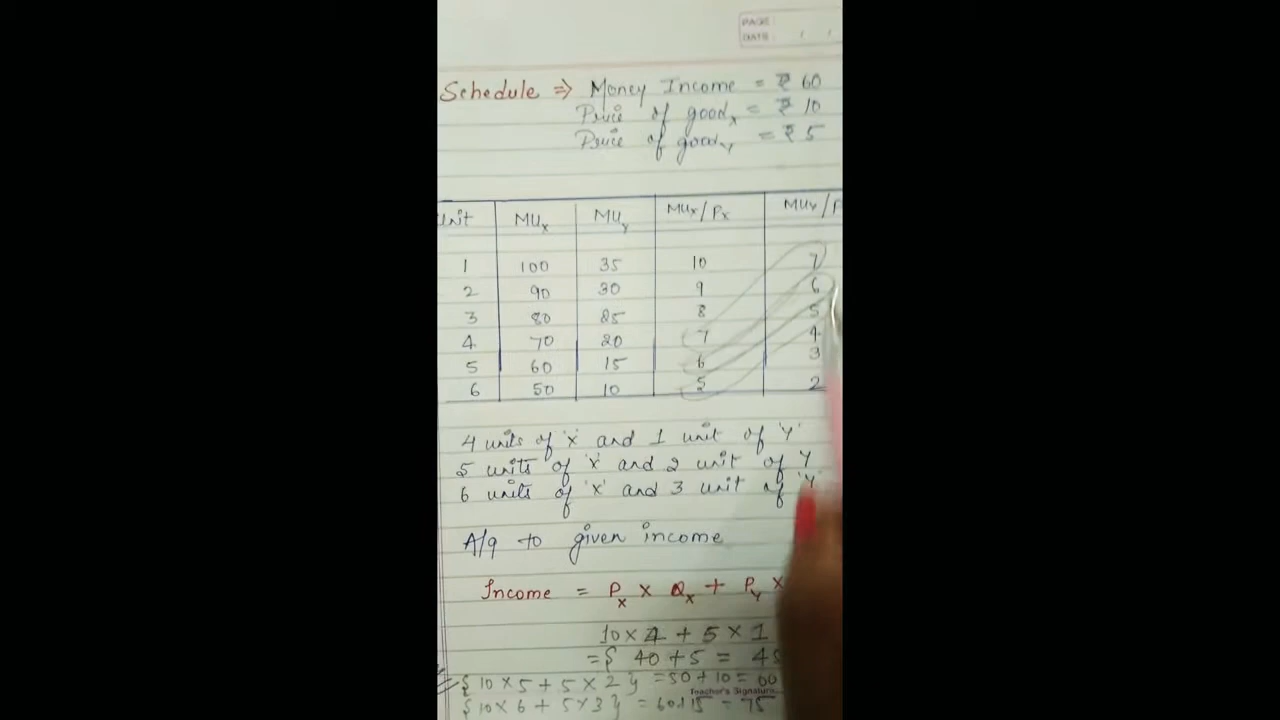 PAGE
DATE / /
Schedule ⇒ Money Income = ₹ 60
Price of good x = ₹ 10
Price of good Y = ₹ 5
Unit MUx MUy MUx/Px MUy/P
1 100 35 10 7
2 90 30 9 6
3 80 25 8 5
4 70 20 7 4
5 60 15 6 3
6 50 10 5 2
4 units of 'x' and 1 unit of 'Y'
5 units of 'x' and 2 unit of Y
6 units of 'x' and 3 unit of 'Y'
A/q to given income
Income = Px × Qx + Py ×
10 × 4 + 5 × 1
= { 40 + 5 = 45
{ 10 × 5 + 5 × 2 } = 50 + 10 = 60
Teacher's Signature
{ 10 × 6 + 5 × 3 } = 60 + 15 = 75